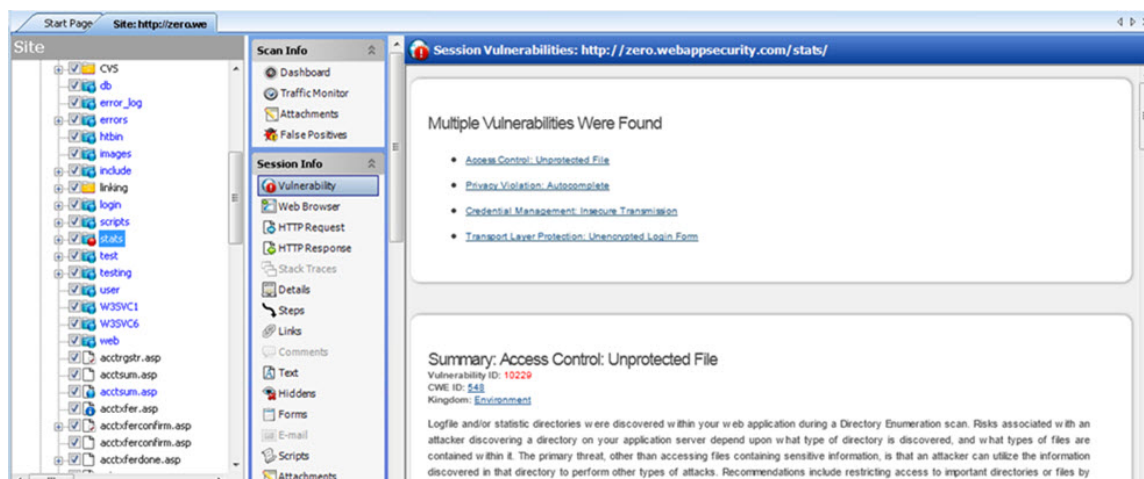 Start Page
Site: http://zero.we
Site
CVS
db
error_log
errors
htbin
images
include
linking
login
scripts
stats
test
testing
user
W3SVC1
W3SVC6
web
acctrgstr.asp
acctsum.asp
acctsum.asp
acctxfer.asp
acctxferconfirm.asp
acctxferconfirm.asp
acctxferdone.asp
Scan Info
Dashboard
Traffic Monitor
Attachments
False Positives
Session Info
Vulnerability
Web Browser
HTTP Request
HTTP Response
Stack Traces
Details
Steps
Links
Comments
Text
Hiddens
Forms
E-mail
Scripts
Attachments
Session Vulnerabilities: http://zero.webappsecurity.com/stats/
Multiple Vulnerabilities Were Found
Access Control: Unprotected File
Privacy Violation: Autocomplete
Credential Management: Insecure Transmission
Transport Layer Protection: Unencrypted Login Form
Summary: Access Control: Unprotected File
Vulnerability ID: 10229
CWE ID: 548
Kingdom: Environment
Logfile and/or statistic directories were discovered within your web application during a Directory Enumeration scan. Risks associated with an
attacker discovering a directory on your application server depend upon what type of directory is discovered, and what types of files are
contained within it. The primary threat, other than accessing files containing sensitive information, is that an attacker can utilize the information
discovered in that directory to perform other types of attacks. Recommendations include restricting access to important directories or files by